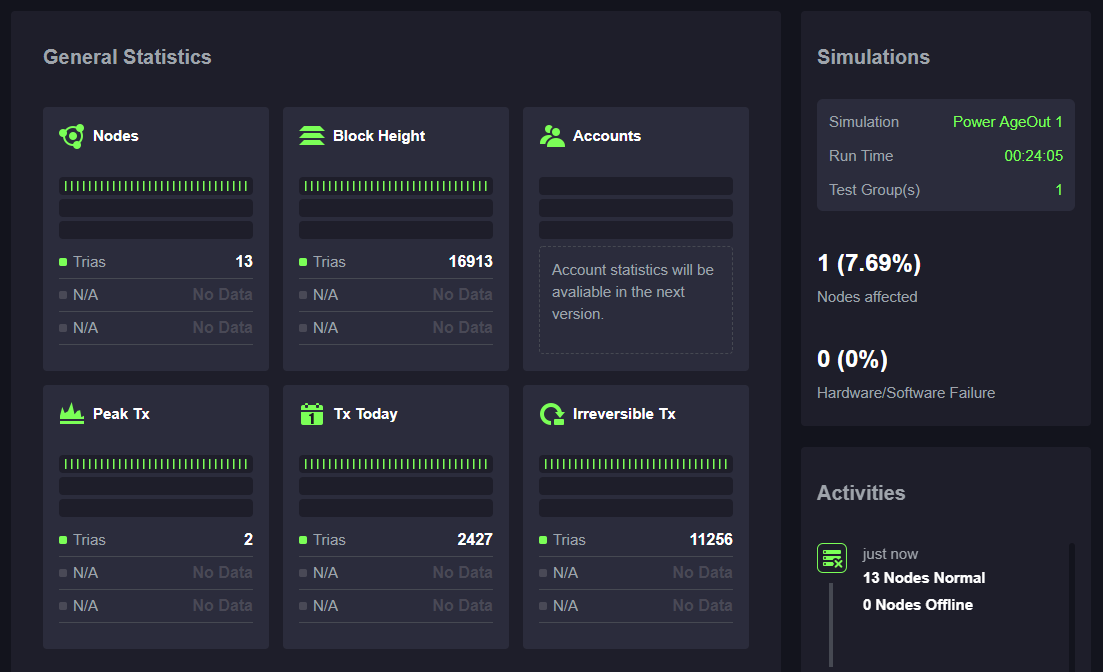 General Statistics
Nodes
Trias 13
N/A No Data
N/A No Data
Block Height
Trias 16913
N/A No Data
N/A No Data
Accounts
Account statistics will be
avaliable in the next
version.
Peak Tx
Trias 2
N/A No Data
N/A No Data
1
Tx Today
Trias 2427
N/A No Data
N/A No Data
Irreversible Tx
Trias 11256
N/A No Data
N/A No Data
Simulations
Simulation Power AgeOut 1
Run Time 00:24:05
Test Group(s) 1
1 (7.69%)
Nodes affected
0 (0%)
Hardware/Software Failure
Activities
just now
13 Nodes Normal
0 Nodes Offline